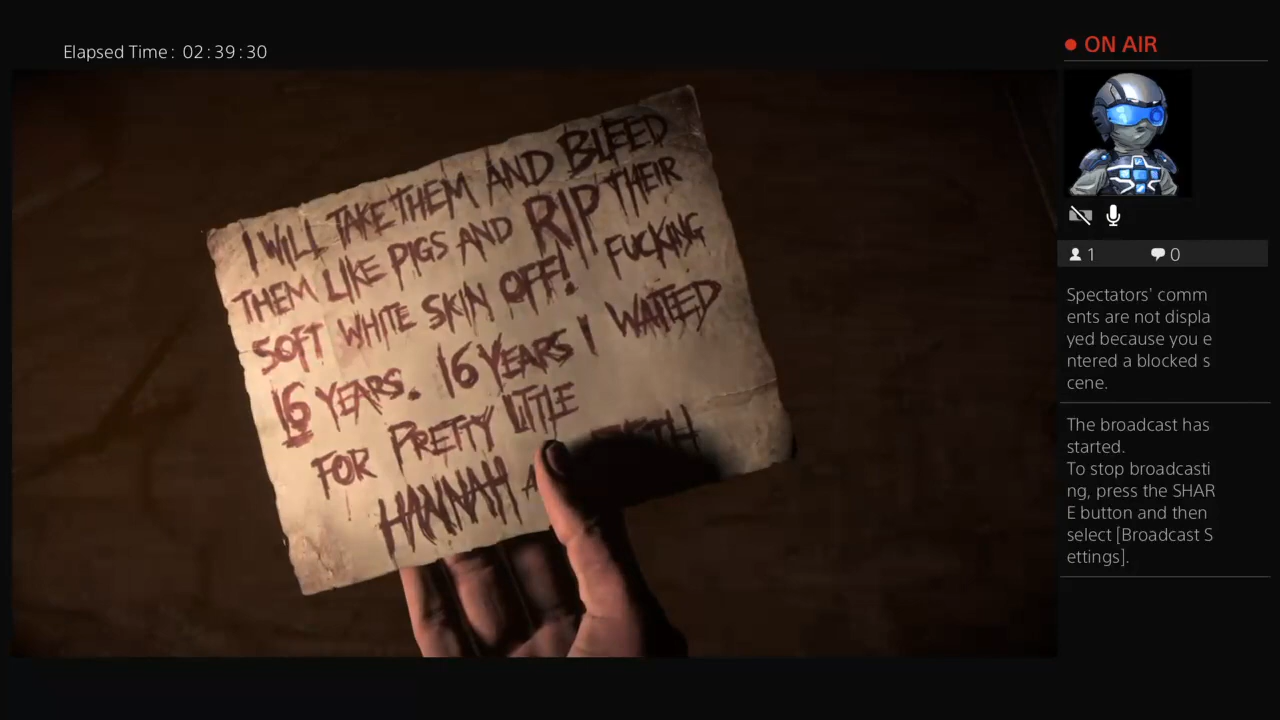 Elapsed Time: 02:39:30
ON AIR
1
0
Spectators' comm
ents are not displa
yed because you e
ntered a blocked s
cene.
The broadcast has
started.
To stop broadcasti
ng, press the SHAR
E button and then
select [Broadcast S
ettings].
I WILL TAKE THEM AND BLEED
THEM LIKE PIGS AND RIP THEIR
SOFT WHITE SKIN OFF! FUCKING
16 YEARS. 16 YEARS I WAITED
FOR PRETTY LITTLE
HANNAH